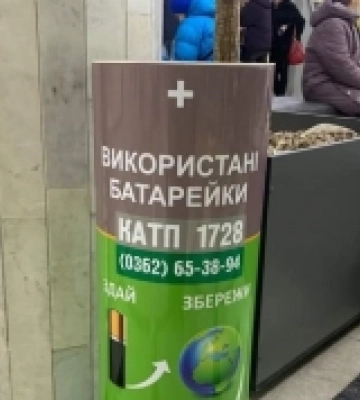 +
ВИКОРИСТАНІ
БАТАРЕЙКИ
КАТП 1728
(0362) 65-38-94
ЗДАЙ ЗБЕРЕЖИ